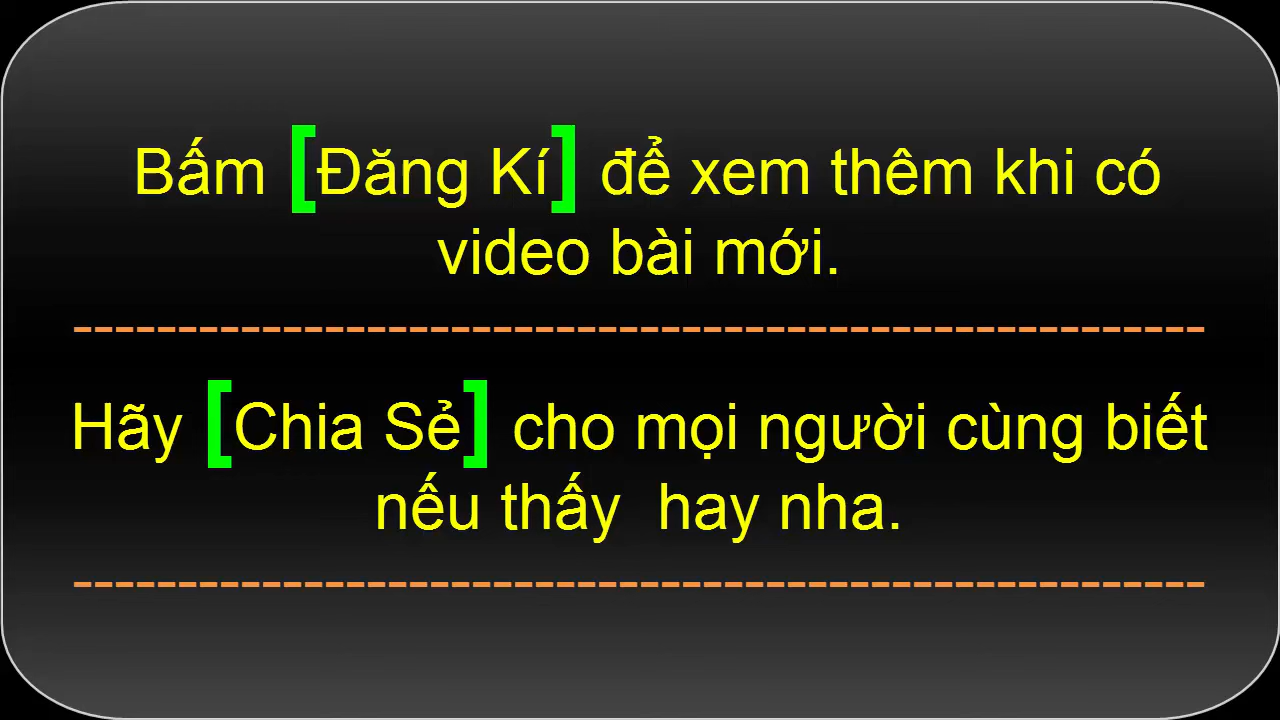 Bấm [Đăng Kí] để xem thêm khi có
video bài mới.
------------------------------------------------------
Hãy [Chia Sẻ] cho mọi người cùng biết
nếu thấy  hay nha.
------------------------------------------------------